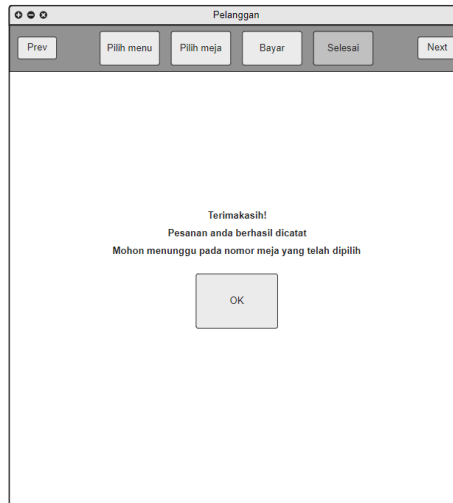 Pelanggan
Prev
Pilih menu
Pilih meja
Bayar
Selesai
Next
Terimakasih!
Pesanan anda berhasil dicatat
Mohon menunggu pada nomor meja yang telah dipilih
OK